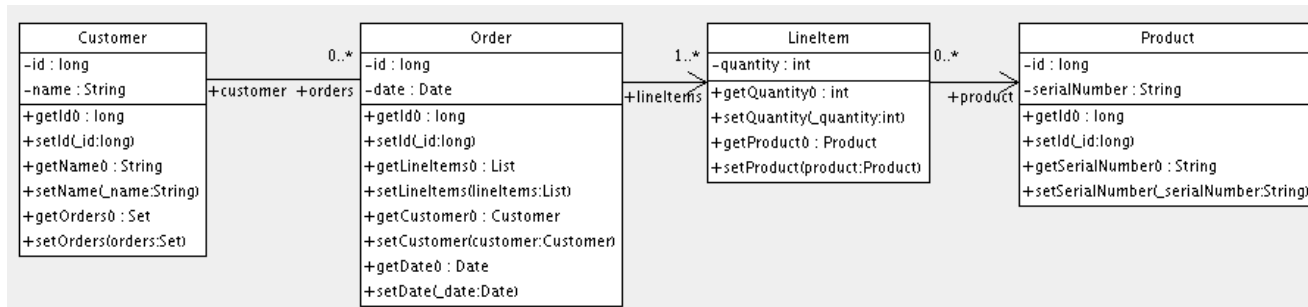 Customer
-id : long
-name : String
+getId() : long
+setId(_id:long)
+getName() : String
+setName(_name:String)
+getOrders() : Set
+setOrders(orders:Set)
0..*
+customer +orders
Order
-id : long
-date : Date
+getId() : long
+setId(_id:long)
+getLineItems() : List
+setLineItems(lineItems:List)
+getCustomer() : Customer
+setCustomer(customer:Customer)
+getDate() : Date
+setDate(_date:Date)
1..*
+lineItems
LineItem
-quantity : int
+getQuantity() : int
+setQuantity(_quantity:int)
+getProduct() : Product
+setProduct(product:Product)
0..*
+product
Product
-id : long
-serialNumber : String
+getId() : long
+setId(_id:long)
+getSerialNumber() : String
+setSerialNumber(_serialNumber:String)